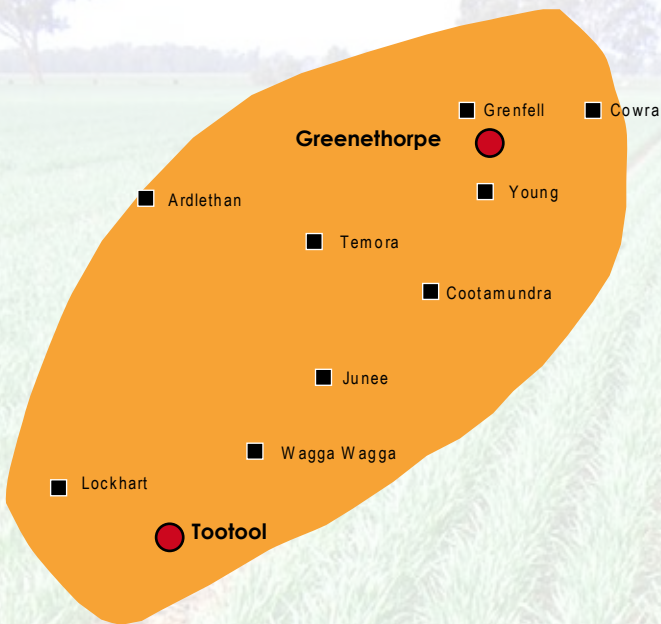 Grenfell
Cowra
Greenethorpe
Young
Ardlethan
Temora
Cootamundra
Junee
Wagga Wagga
Lockhart
Tootool